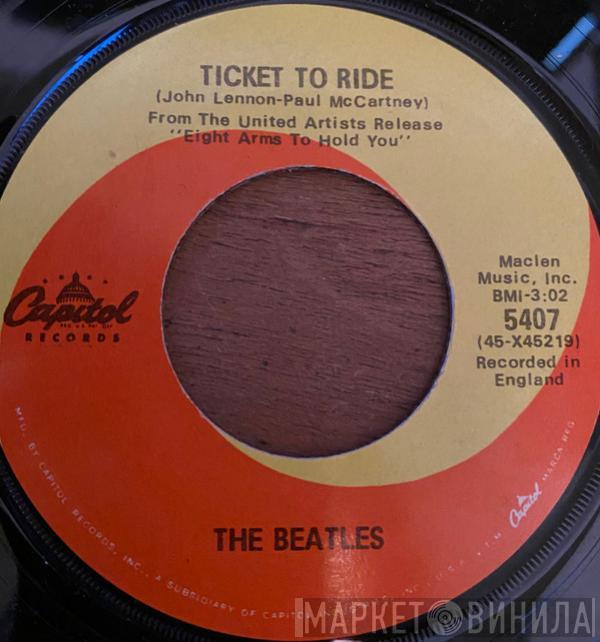 TICKET TO RIDE
(John Lennon-Paul McCartney)
From The United Artists Release
"Eight Arms To Hold You"
Capitol
RECORDS
Maclen
Music, Inc.
BMI-3:02
5407
(45-X45219)
Recorded in
England
THE BEATLES
MFD. BY CAPITOL RECORDS, INC., A SUBSIDIARY OF CAPITOL
U.S.A. • T.M. Capitol MARCA REG
МАРКЕТ ВИНИЛА